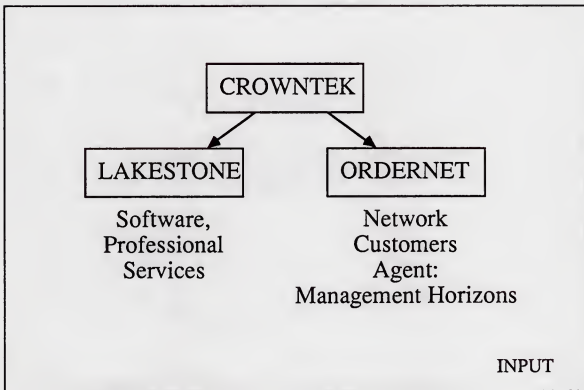 CROWNTEK
LAKESTONE
ORDERNET
Software,
Professional
Services
Network
Customers
Agent:
Management Horizons
INPUT